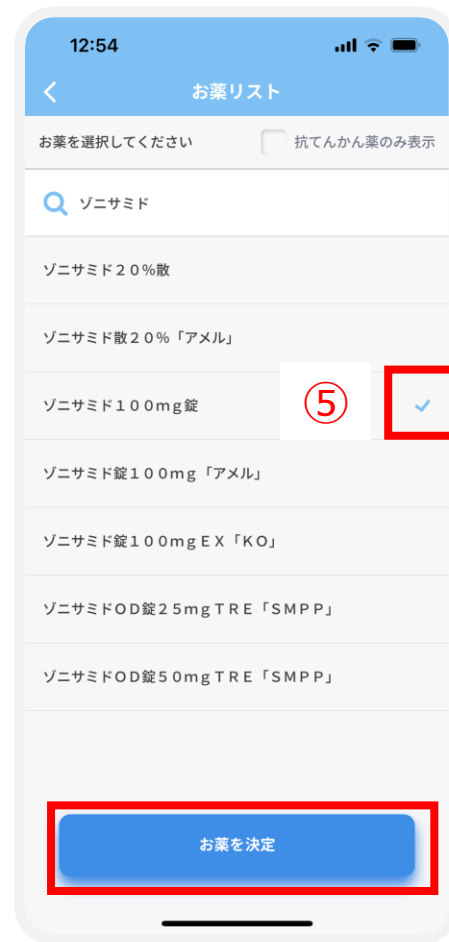 12:54
お薬リスト
お薬を選択してください 抗てんかん薬のみ表示
ゾニサミド
ゾニサミド２０％散
ゾニサミド散２０％「アメル」
ゾニサミド１００ｍｇ錠
⑤
ゾニサミド錠１００ｍｇ「アメル」
ゾニサミド錠１００ｍｇＥＸ「ＫＯ」
ゾニサミドＯＤ錠２５ｍｇＴＲＥ「ＳＭＰＰ」
ゾニサミドＯＤ錠５０ｍｇＴＲＥ「ＳＭＰＰ」
お薬を決定